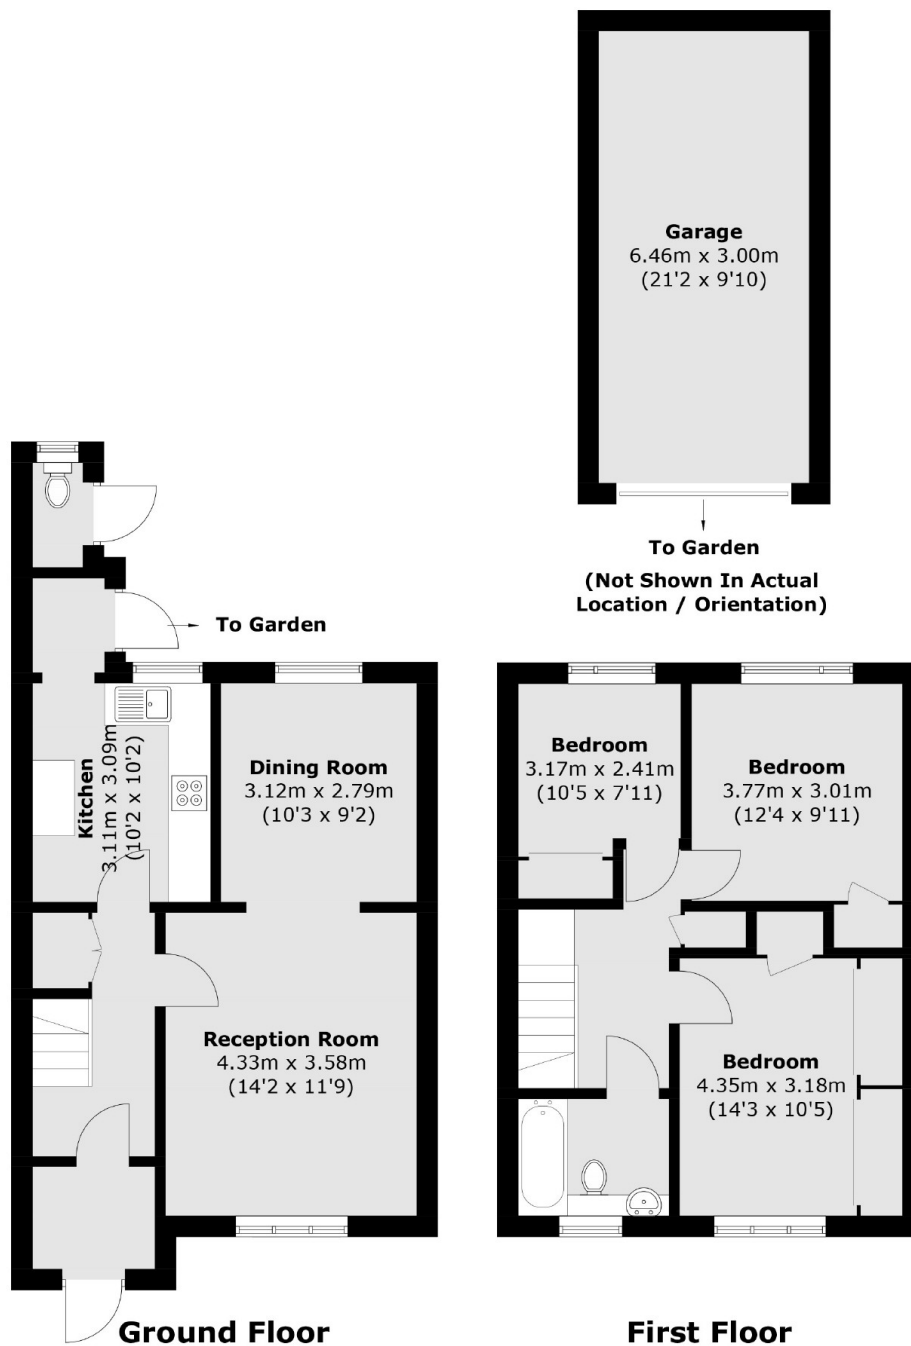 Garage
6.46m x 3.00m
(21'2 x 9'10)
To Garden
(Not Shown In Actual
Location / Orientation)
To Garden
Kitchen
3.11m x 3.09m
(10'2 x 10'2)
Dining Room
3.12m x 2.79m
(10'3 x 9'2)
Reception Room
4.33m x 3.58m
(14'2 x 11'9)
Ground Floor
Bedroom
3.17m x 2.41m
(10'5 x 7'11)
Bedroom
3.77m x 3.01m
(12'4 x 9'11)
Bedroom
4.35m x 3.18m
(14'3 x 10'5)
First Floor